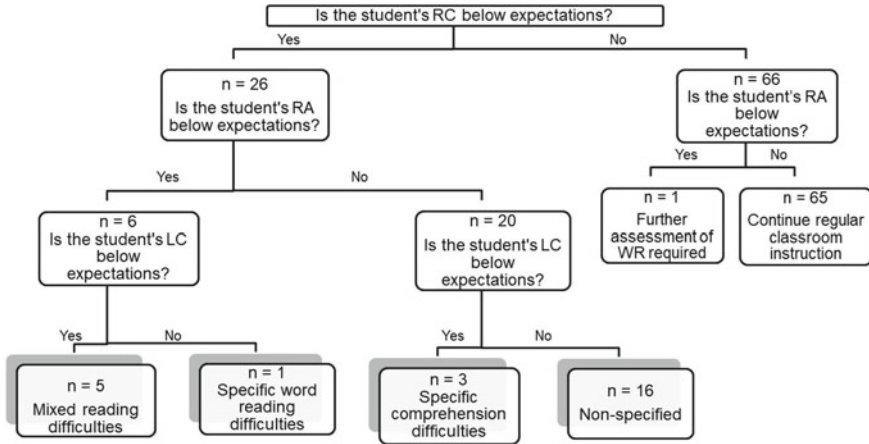 Is the student's RC below expectations?
Yes
No
n = 26
Is the student's RA
below expectations?
n = 66
Is the student's RA
below
expectations?
Yes
No
Yes
No
n = 6
Is the student's LC
below
expectations?
n = 20
Is the student's LC
below
expectations?
n = 1
Further
assessment of
WR required
n = 65
Continue regular
classroom
instruction
Yes
No
Yes
No
n = 5
Mixed reading
difficulties
n = 1
Specific word
reading
difficulties
n = 3
Specific
comprehension
difficulties
n = 16
Non-specified